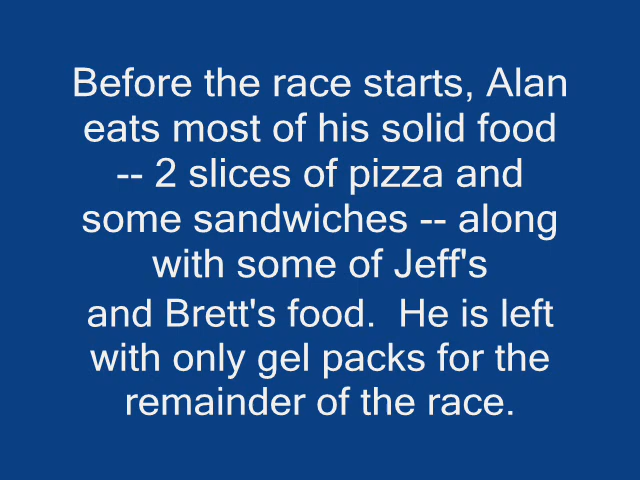 Before the race starts, Alan
eats most of his solid food
-- 2 slices of pizza and
some sandwiches -- along
with some of Jeff's
and Brett's food.  He is left
with only gel packs for the
remainder of the race.